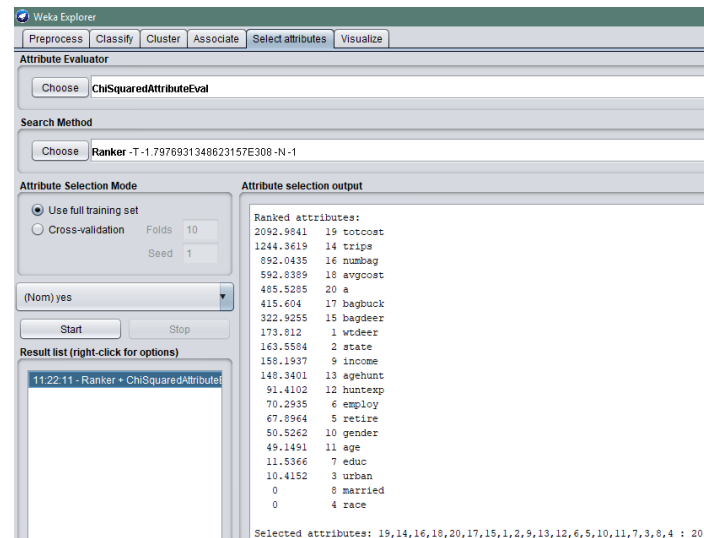 Weka Explorer
Preprocess Classify Cluster Associate Select attributes Visualize
Attribute Evaluator
Choose ChiSquaredAttributeEval
Search Method
Choose Ranker -T -1.7976931348623157E308 -N -1
Attribute Selection Mode
Use full training set
Cross-validation Folds 10
Seed 1
(Nom) yes
Start Stop
Result list (right-click for options)
11:22:11 - Ranker + ChiSquaredAttributeE
Attribute selection output
Ranked attributes:
2092.9841 19 totcost
1244.3619 14 trips
892.0435 16 numbag
592.8389 18 avgcost
485.5285 20 a
415.604 17 bagbuck
322.9255 15 bagdeer
173.812 1 wtdeer
163.5584 2 state
158.1937 9 income
148.3401 13 agehunt
91.4102 12 huntexp
70.2935 6 employ
67.8964 5 retire
50.5262 10 gender
49.1491 11 age
11.5366 7 educ
10.4152 3 urban
0 8 married
0 4 race
Selected attributes: 19,14,16,18,20,17,15,1,2,9,13,12,6,5,10,11,7,3,8,4 : 20